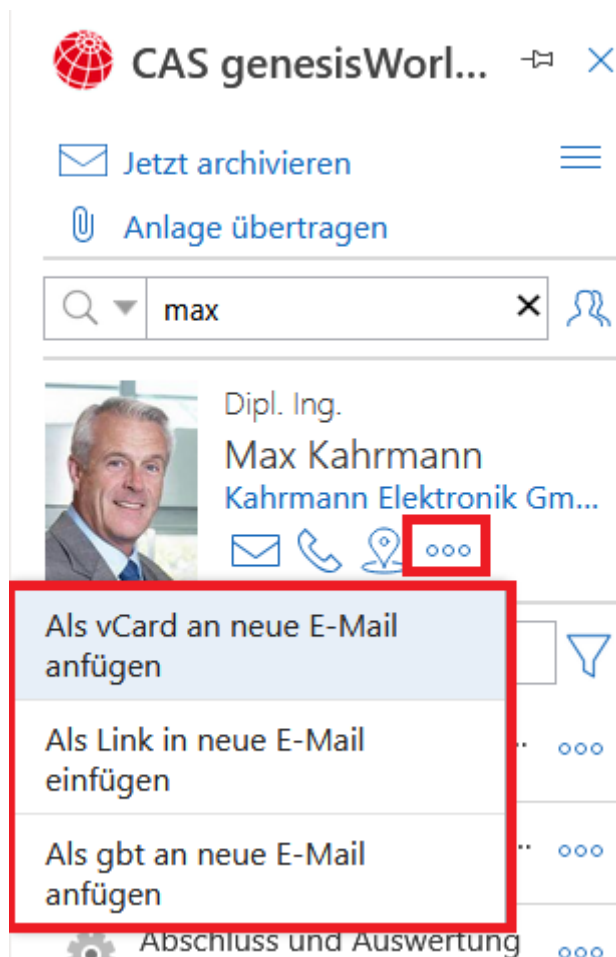 CAS genesisWorl...
Jetzt archivieren
Anlage übertragen
max
Dipl. Ing.
Max Kahrmann
Kahrmann Elektronik Gm...
Als vCard an neue E-Mail
anfügen
Als Link in neue E-Mail
einfügen
Als gbt an neue E-Mail
anfügen
Abschluss und Auswertung